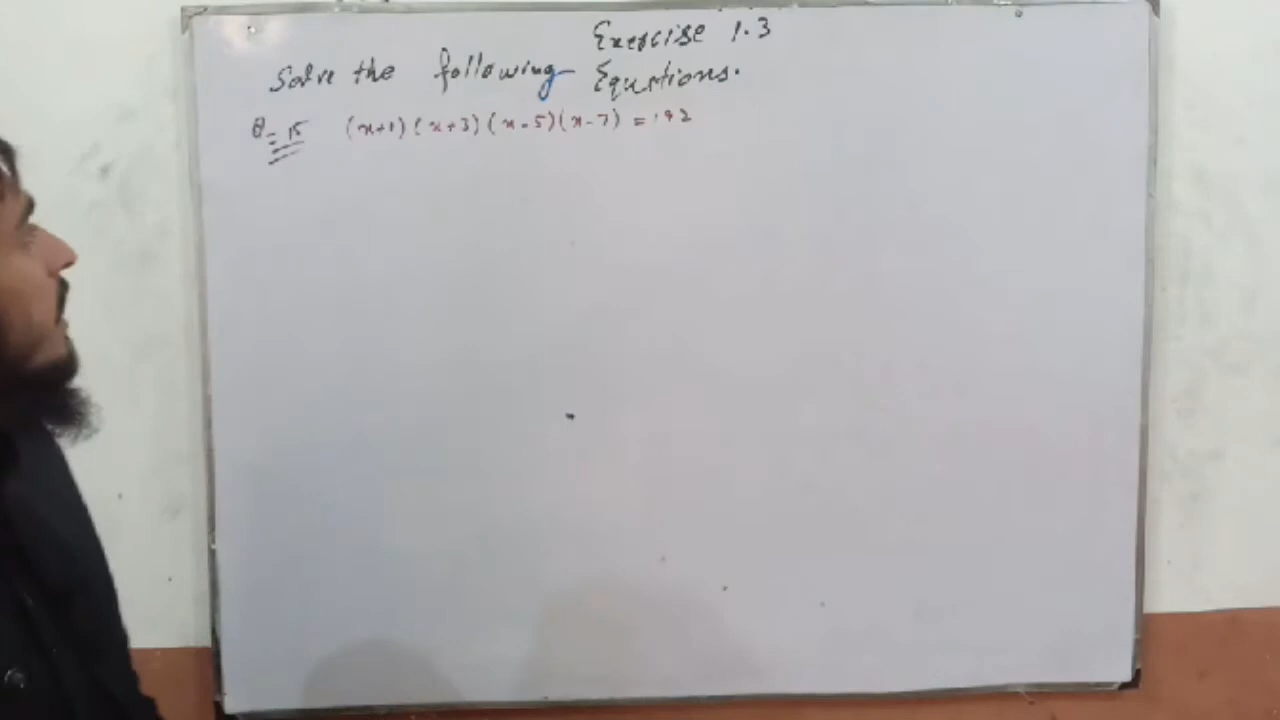 Exercise 1.3
Solve the following Equations.
Q=15 (x+1)(x+3)(x-5)(x-7) = 192